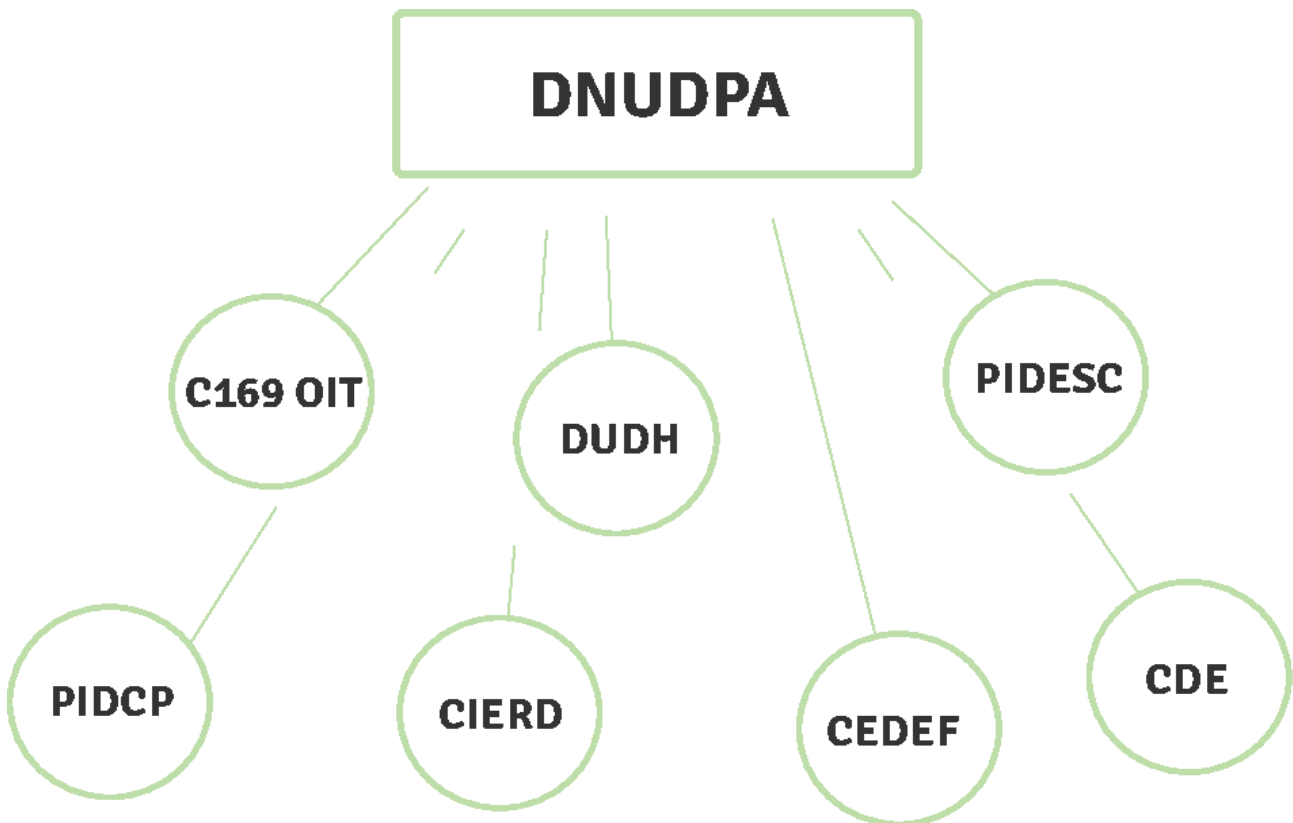 DNUDPA
C169 OIT
DUDH
PIDESC
PIDCP
CIERD
CEDEF
CDE